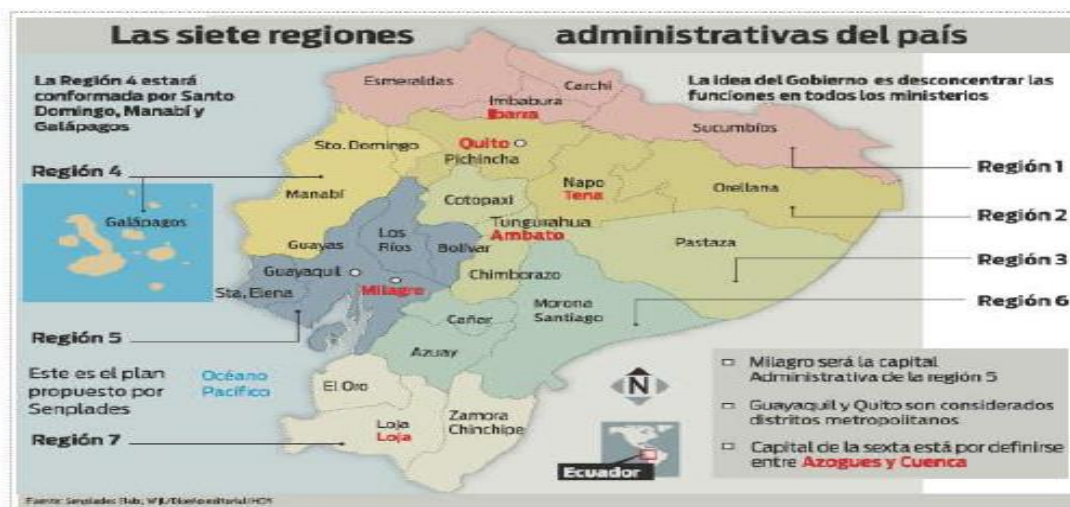 Las siete regiones administrativas del país
La Región 4 estará
conformada por Santo
Domingo, Manabí y
Galápagos
La idea del Gobierno es desconcentrar las
funciones en todos los ministerios
Esmeraldas
Carchi
Imbabura
Ibarra
Sucumbíos
Sto. Domingo
Quito
Pichincha
Región 4
Región 1
Manabí
Napo
Tena
Orellana
Cotopaxi
Galápagos
Región 2
Tungurahua
Ambato
Los
Ríos
Bolívar
Guayas
Pastaza
Región 3
Guayaquil
Chimborazo
Sta, Elena
Milagro
Morona
Santiago
Región 6
Cañar
Región 5
Azuay
Este es el plan
propuesto por
Senplades
Océano
Pacífico
El Oro
N
Milagro será la capital
Administrativa de la región 5
Guayaquil y Quito son considerados
distritos metropolitanos
Capital de la sexta está por definirse
entre Azogues y Cuenca
Región 7
Loja
Loja
Zamora
Chinchipe
Ecuador
Fuente: Senplades